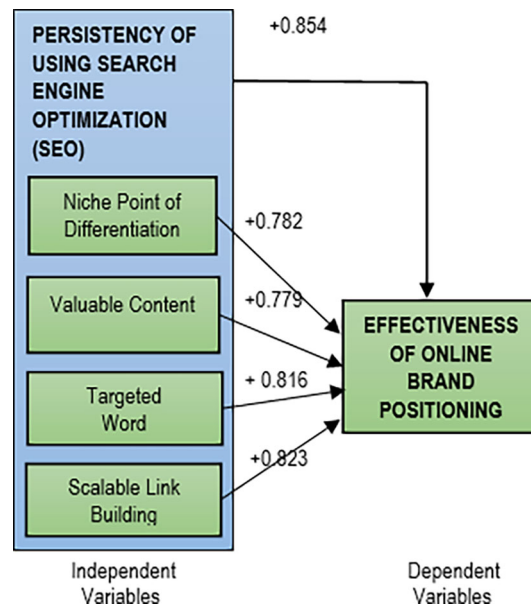 +0.854
PERSISTENCY OF
USING SEARCH
ENGINE
OPTIMIZATION
(SEO)
Niche Point of
Differentiation
+0.782
Valuable Content
+0.779
Targeted
Word
+ 0.816
Scalable Link
Building
+0.823
EFFECTIVENESS
OF ONLINE
BRAND
POSITIONING
Independent
Variables
Dependent
Variables